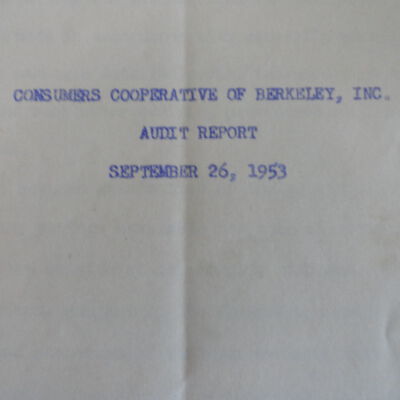 CONSUMERS COOPERATIVE OF BERKELEY, INC.
AUDIT REPORT
SEPTEMBER 26, 1953